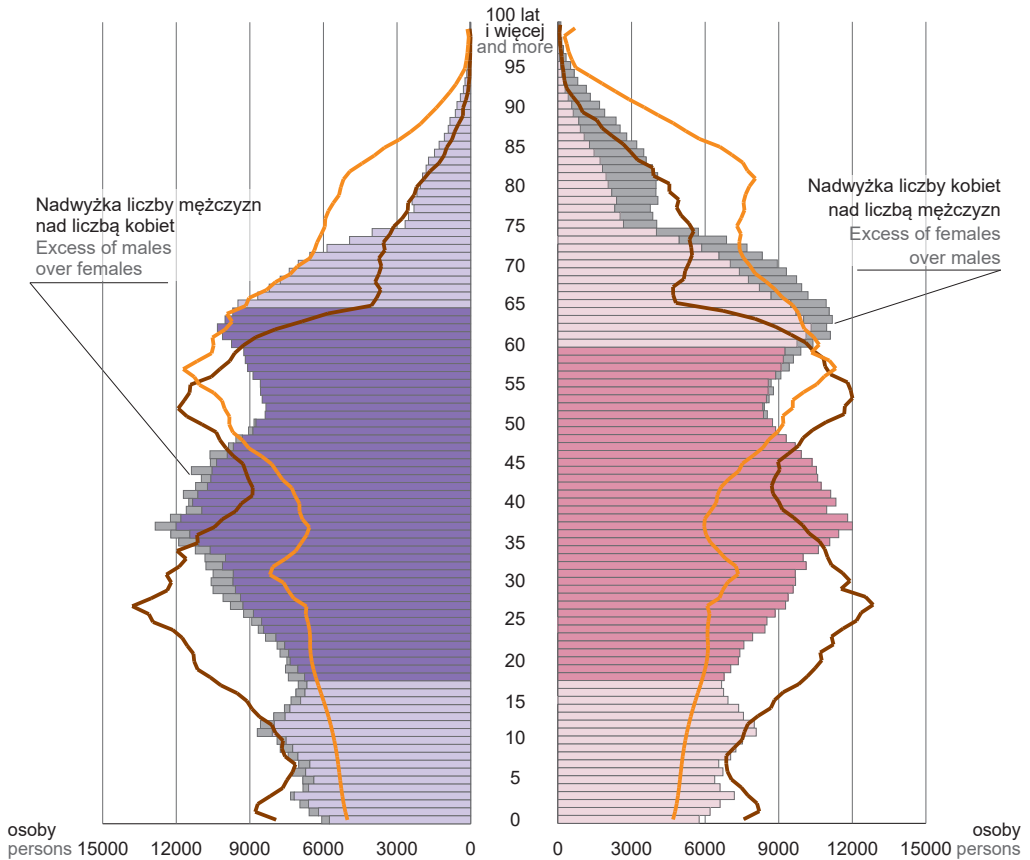 100 lat
i więcej
and more
95
90
85
80
75
70
65
60
55
50
45
40
35
30
25
20
15
10
5
0
Nadwyżka liczby mężczyzn
nad liczbą kobiet
Excess of males
over females
Nadwyżka liczby kobiet
nad liczbą mężczyzn
Excess of females
over males
osoby
persons 15000 12000 9000 6000 3000 0
osoby
0 3000 6000 9000 12000 15000 persons